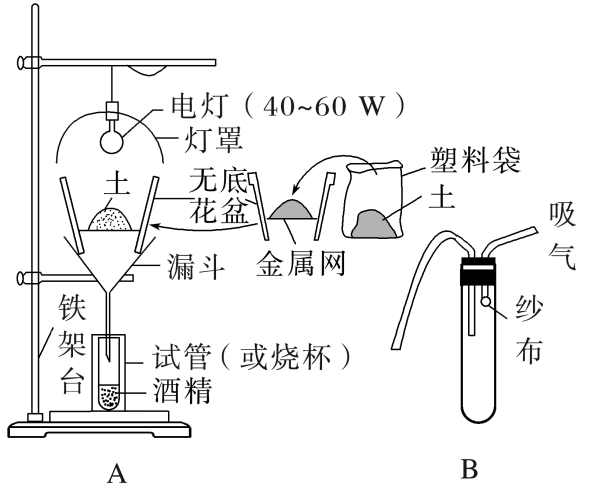 电灯（40~60 W）
灯罩
土
无底
花盆
塑料袋
土
金属网
漏斗
铁
架
台
试管（或烧杯）
酒精
A
吸
气
纱
布
B